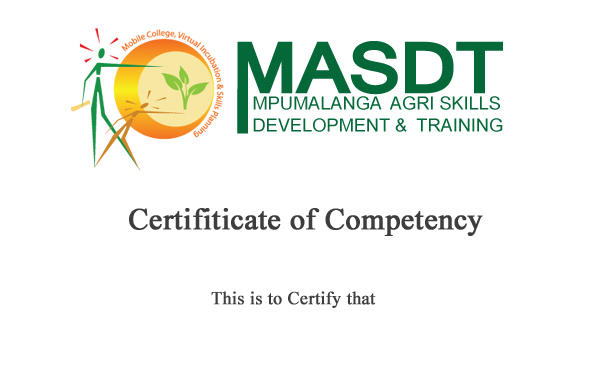 Mobile College, Virtual Incubation & Skills Planning
MASDT
MPUMALANGA AGRI SKILLS
DEVELOPMENT & TRAINING
Certifiticate of Competency
This is to Certify that